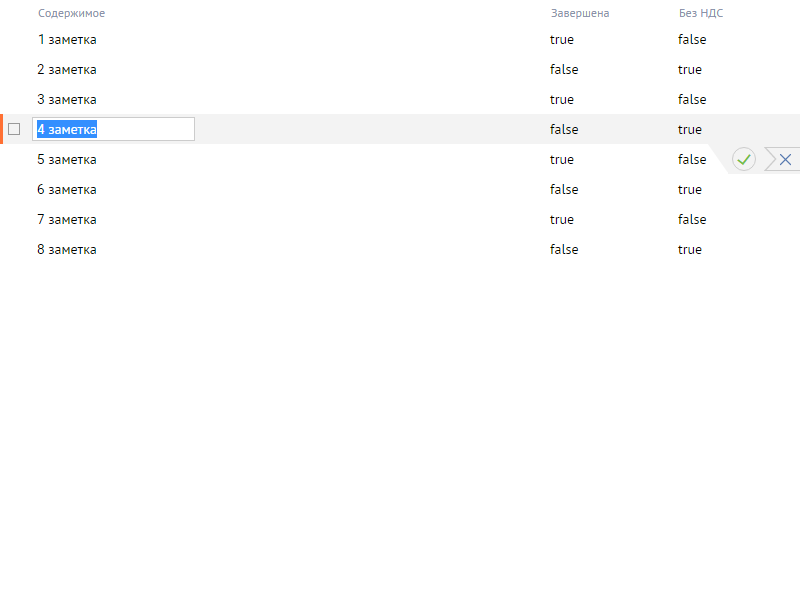 Содержимое Завершена Без НДС
1 заметка true false
2 заметка false true
3 заметка true false
4 заметка false true
5 заметка true false
6 заметка false true
7 заметка true false
8 заметка false true